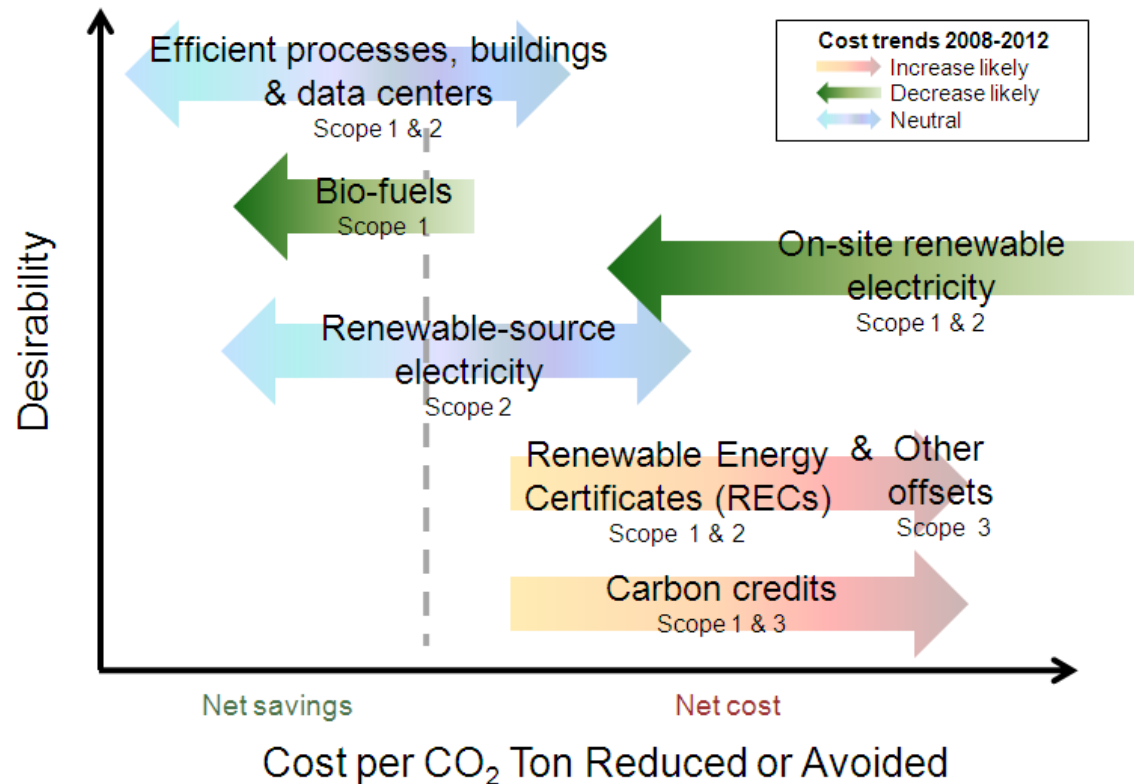 Cost trends 2008-2012
Increase likely
Decrease likely
Neutral
Efficient processes, buildings
& data centers
Scope 1 & 2
Bio-fuels
Scope 1
On-site renewable
electricity
Scope 1 & 2
Renewable-source
electricity
Scope 2
Renewable Energy & Other
Certificates (RECs) offsets
Scope 1 & 2 Scope 3
Carbon credits
Scope 1 & 3
Desirability
Net savings Net cost
Cost per CO₂ Ton Reduced or Avoided